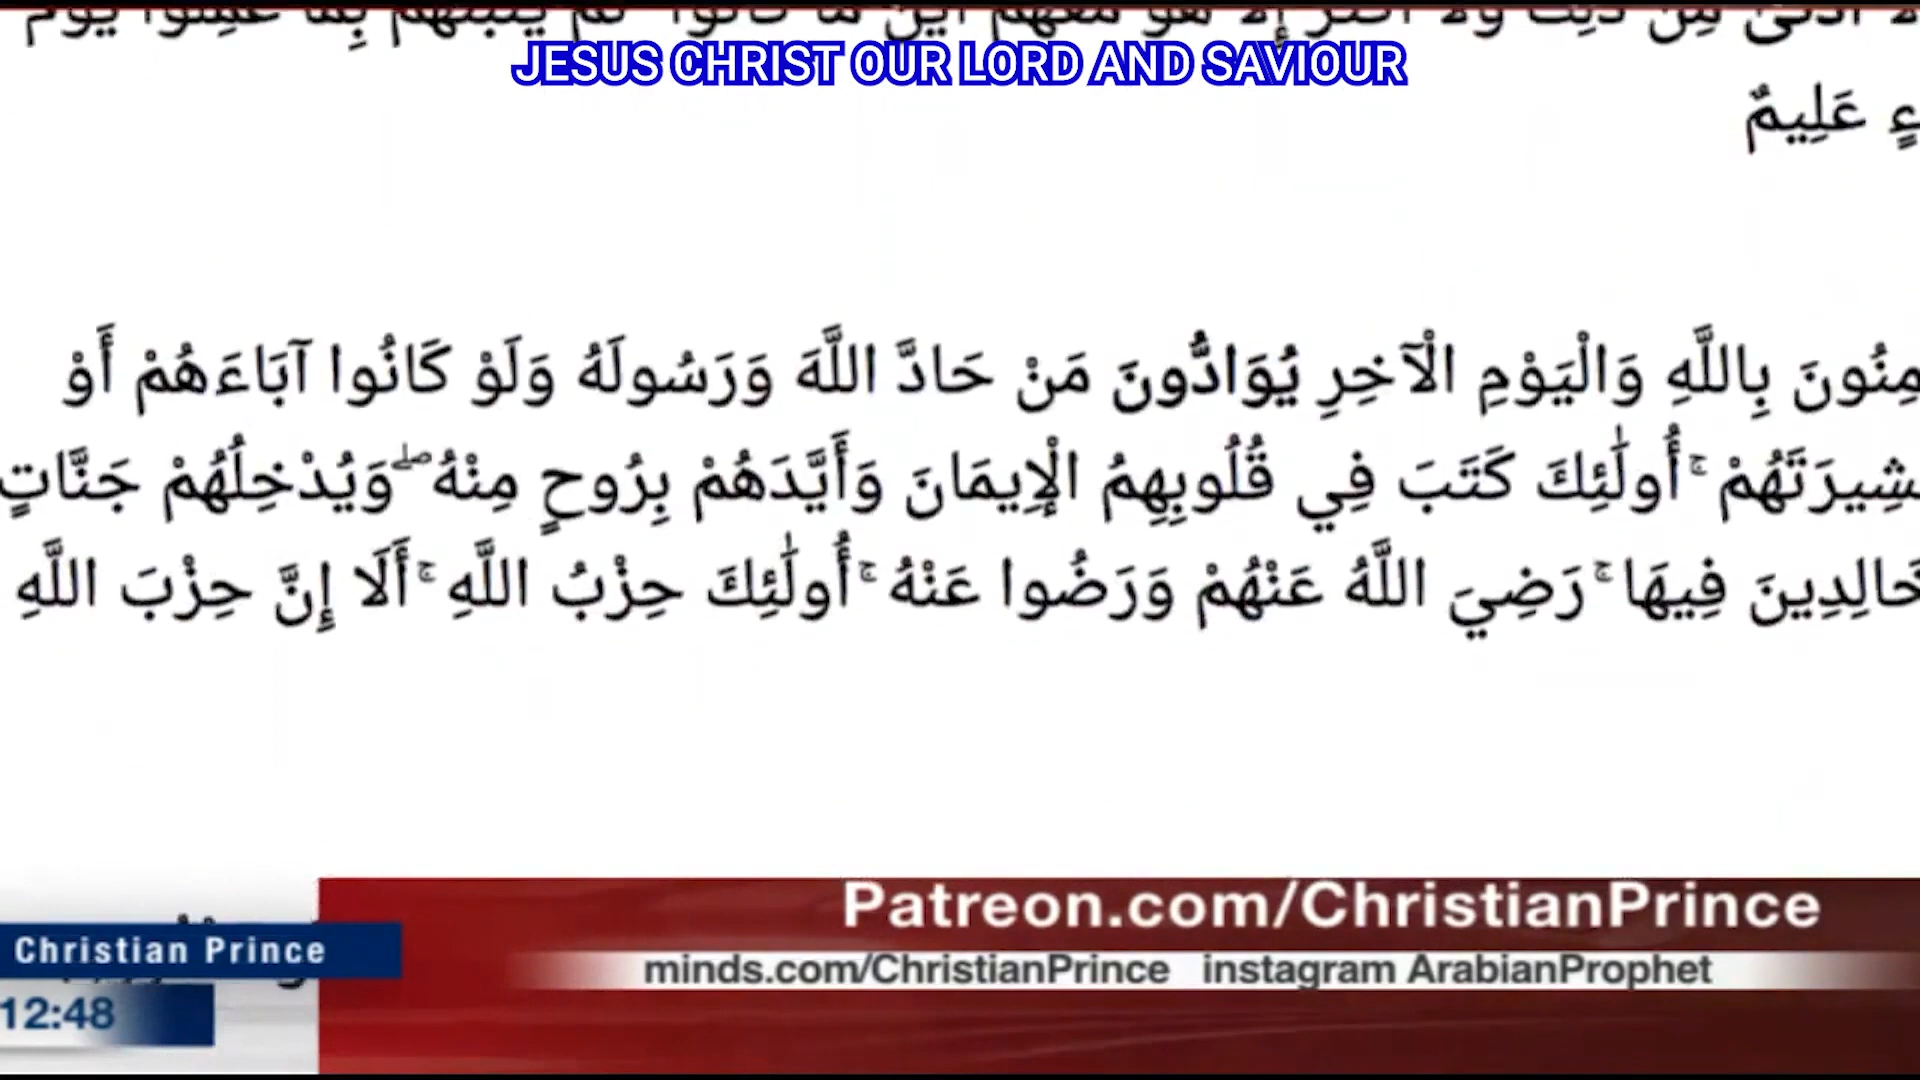 JESUS CHRIST OUR LORD AND SAVIOUR
عَلِيمٌ
بِاللَّهِ وَالْيَوْمِ الْآخِرِ يُوَادُّونَ مَنْ حَادَّ اللَّهَ وَرَسُولَهُ وَلَوْ كَانُوا آبَاءَهُمْ أَوْ
أُولَٰئِكَ كَتَبَ فِي قُلُوبِهِمُ الْإِيمَانَ وَأَيَّدَهُمْ بِرُوحٍ مِنْهُ ۖ وَيُدْخِلُهُمْ جَنَّاتٍ
خَالِدِينَ فِيهَا ۚ رَضِيَ اللَّهُ عَنْهُمْ وَرَضُوا عَنْهُ ۚ أُولَٰئِكَ حِزْبُ اللَّهِ ۚ أَلَا إِنَّ حِزْبَ اللَّهِ
Patreon.com/ChristianPrince
Christian Prince
minds.com/ChristianPrince instagram ArabianProphet
12:48